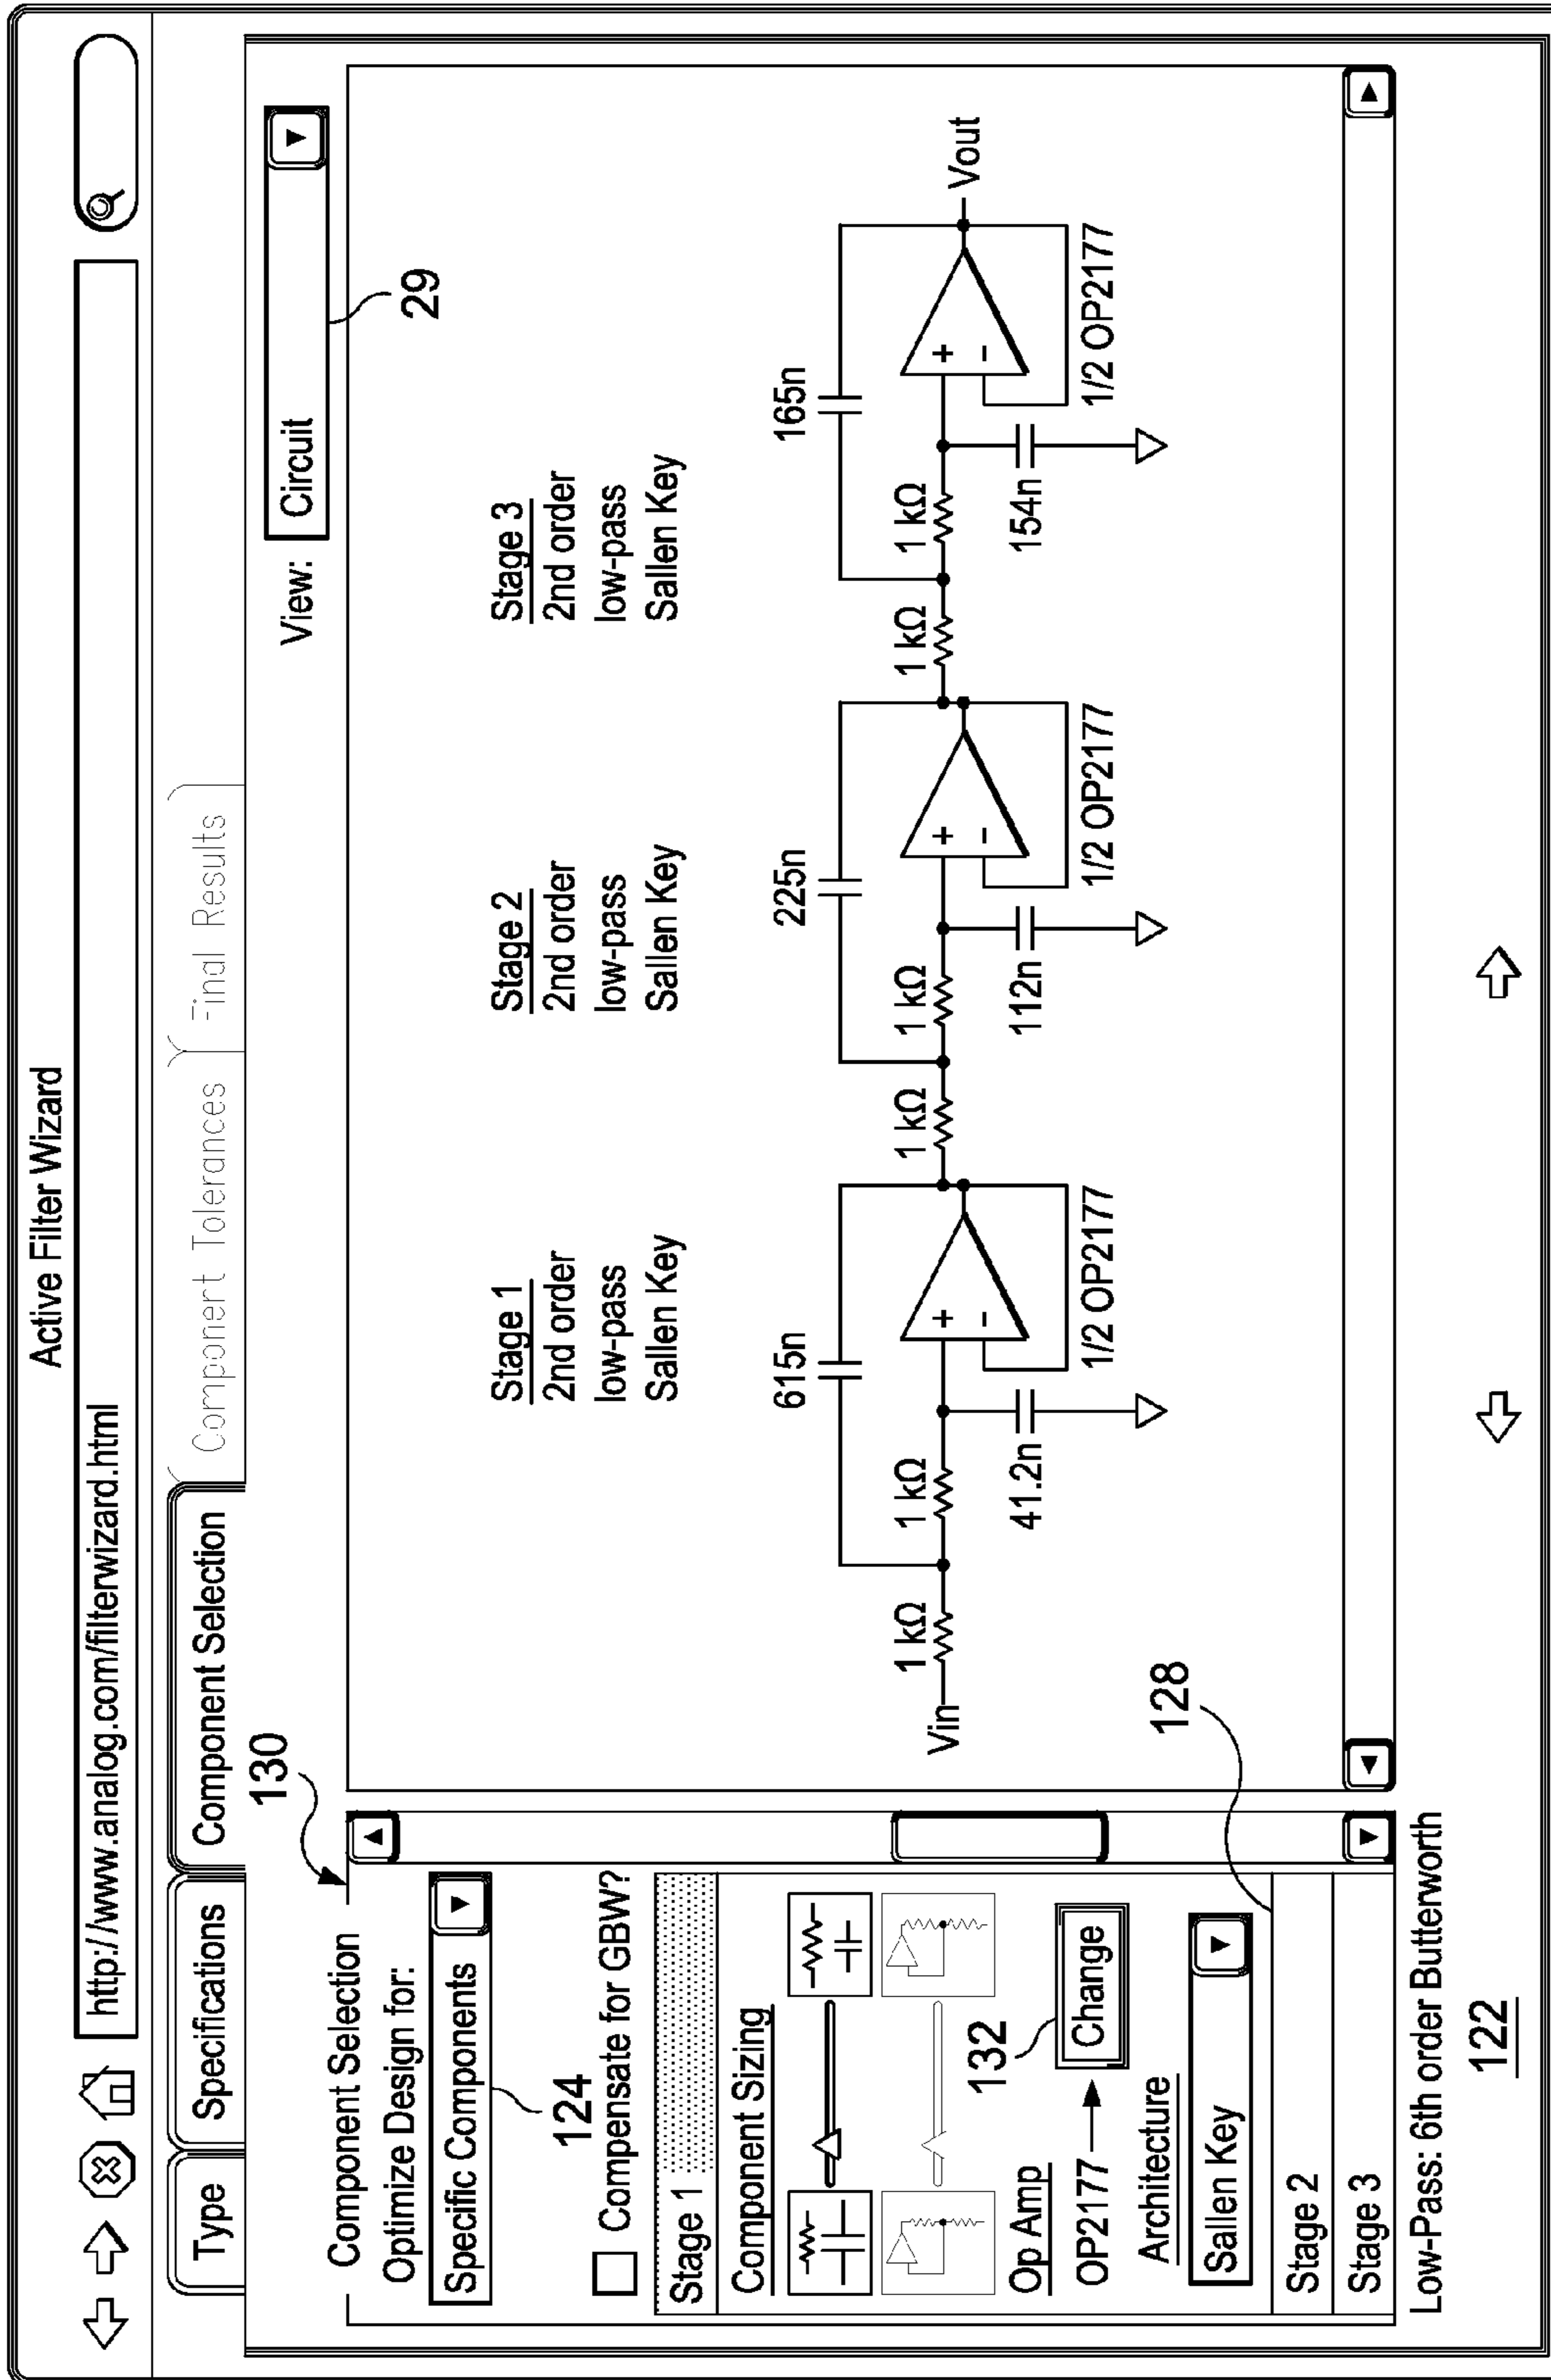 Active Filter Wizard
http://www.analog.com/filterwizard.html
Type
Specifications
Component Selection
Component Tolerances
Final Results
130
View:
Circuit
29
Component Selection
Optimize Design for:
Specific Components
124
Compensate for GBW?
Stage 1
Component Sizing
Op Amp
132
OP2177
Change
Architecture
Sallen Key
128
Stage 2
Stage 3
Stage 1
2nd order
low-pass
Sallen Key
Stage 2
2nd order
low-pass
Sallen Key
Stage 3
2nd order
low-pass
Sallen Key
615n
225n
165n
Vin
1 kΩ
1 kΩ
+
-
1 kΩ
1 kΩ
+
-
1 kΩ
1 kΩ
+
-
Vout
41.2n
112n
154n
1/2 OP2177
1/2 OP2177
1/2 OP2177
Low-Pass: 6th order Butterworth
122